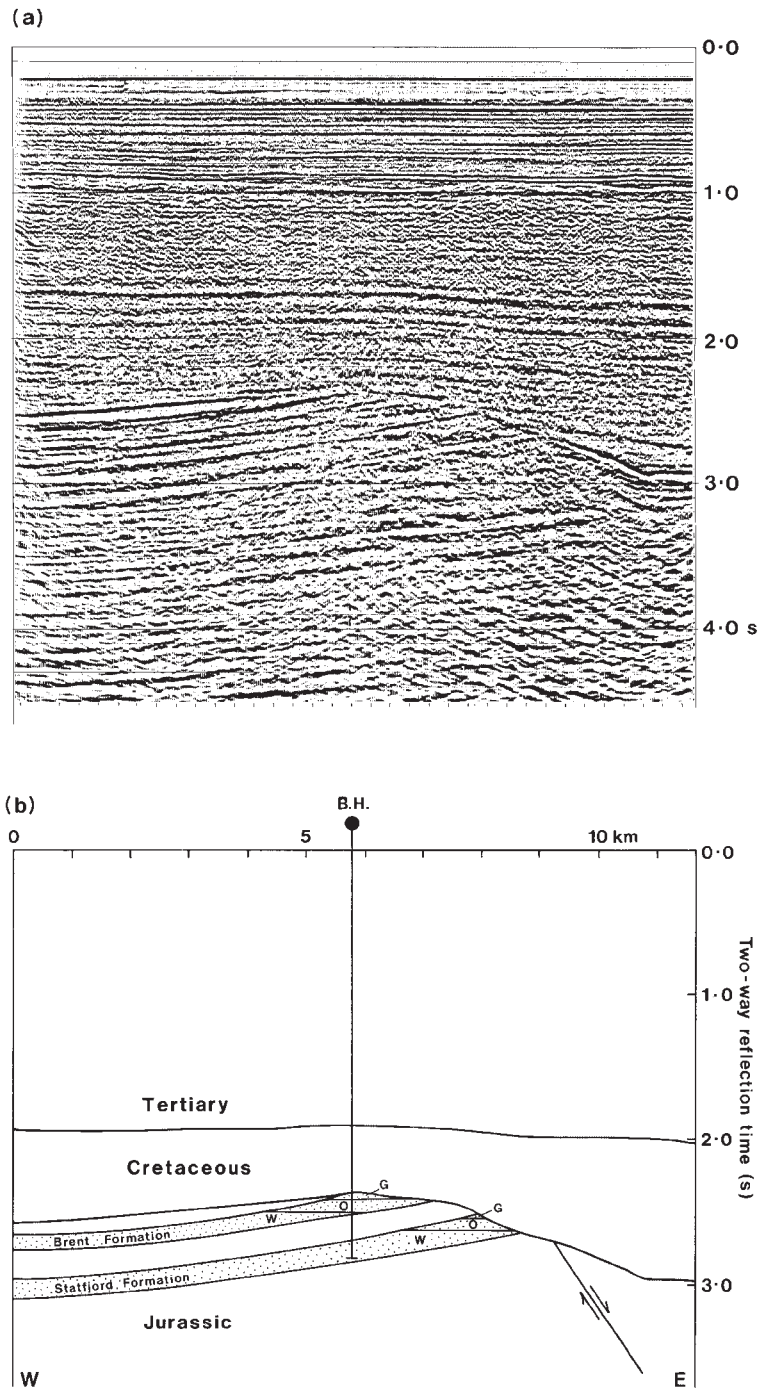 (a)
0·0
1·0
2·0
3·0
4·0 s
(b)
B.H.
0 5 10 km
0·0
1·0
2·0
3·0
Two-way reflection time (s)
Tertiary
Cretaceous
G
O
W
Brent Formation
G
O
W
Statfjord Formation
Jurassic
W E